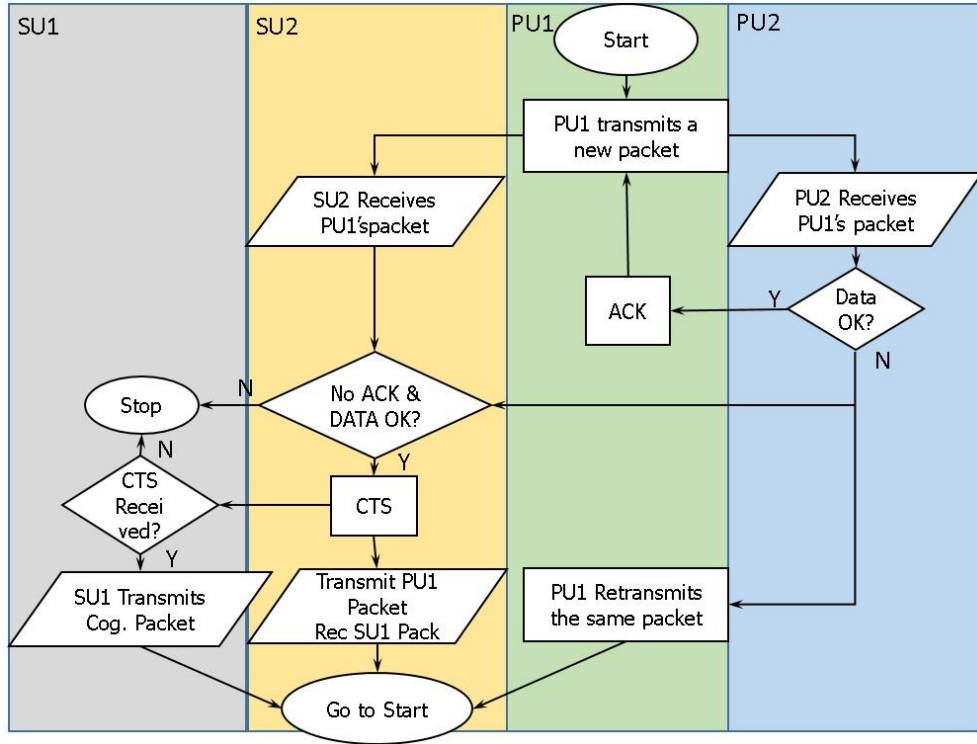 SU1
SU2
PU1
PU2
Start
PU1 transmits a
new packet
SU2 Receives
PU1'spacket
PU2 Receives
PU1's packet
Y
Data
OK?
ACK
N
N
No ACK &
DATA OK?
Stop
N
Y
CTS
Recei
ved?
CTS
Y
SU1 Transmits
Cog. Packet
Transmit PU1
Packet
Rec SU1 Pack
PU1 Retransmits
the same packet
Go to Start